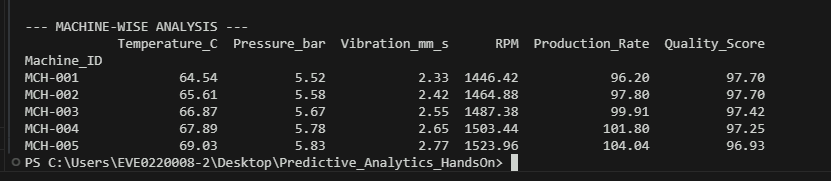 --- MACHINE-WISE ANALYSIS ---
Temperature_C Pressure_bar Vibration_mm_s RPM Production_Rate Quality_Score
Machine_ID
MCH-001 64.54 5.52 2.33 1446.42 96.20 97.70
MCH-002 65.61 5.58 2.42 1464.88 97.80 97.70
MCH-003 66.87 5.67 2.55 1487.38 99.91 97.42
MCH-004 67.89 5.78 2.65 1503.44 101.80 97.25
MCH-005 69.03 5.83 2.77 1523.96 104.04 96.93
PS C:\Users\EVE0220008-2\Desktop\Predictive_Analytics_HandsOn>